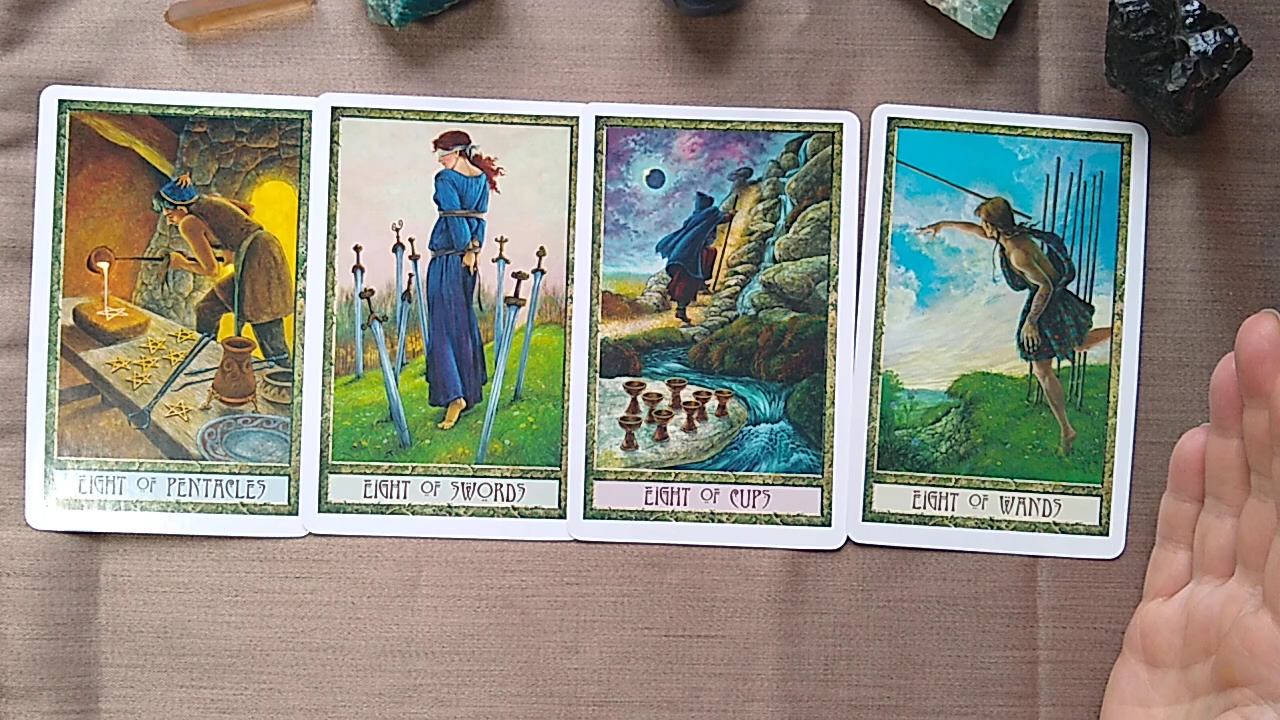 EIGHT OF PENTACLES
EIGHT OF SWORDS
EIGHT OF CUPS
EIGHT OF WANDS